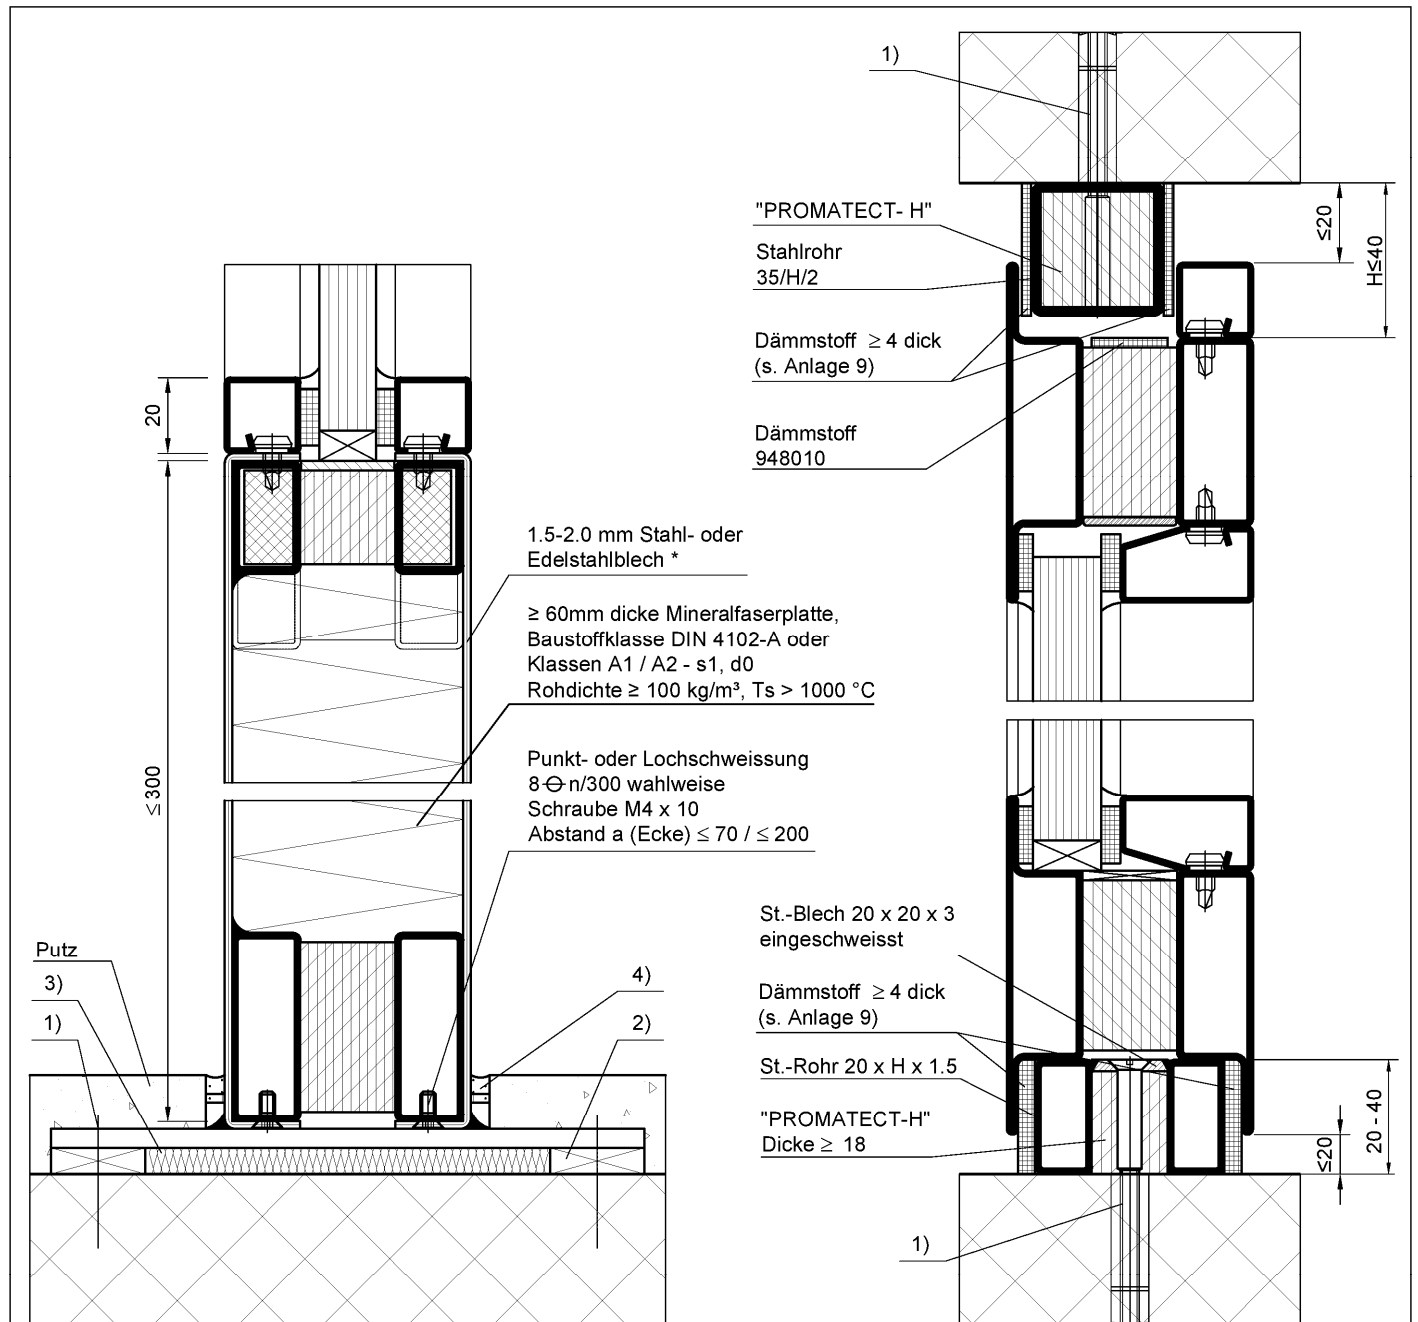 1)
"PROMATECT- H"
Stahlrohr
35/H/2
Dämmstoff ≥ 4 dick
(s. Anlage 9)
Dämmstoff
948010
≤20
H≤40
20
≤300
1.5-2.0 mm Stahl- oder
Edelstahlblech *
≥ 60mm dicke Mineralfaserplatte,
Baustoffklasse DIN 4102-A oder
Klassen A1 / A2 - s1, d0
Rohdichte ≥ 100 kg/m³, Ts > 1000 °C
Punkt- oder Lochschweissung
8 ⌀ n/300 wahlweise
Schraube M4 x 10
Abstand a (Ecke) ≤ 70 / ≤ 200
Putz
3)
1)
4)
2)
St.-Blech 20 x 20 x 3
eingeschweisst
Dämmstoff ≥ 4 dick
(s. Anlage 9)
St.-Rohr 20 x H x 1.5
"PROMATECT-H"
Dicke ≥ 18
≤20
20 - 40
1)